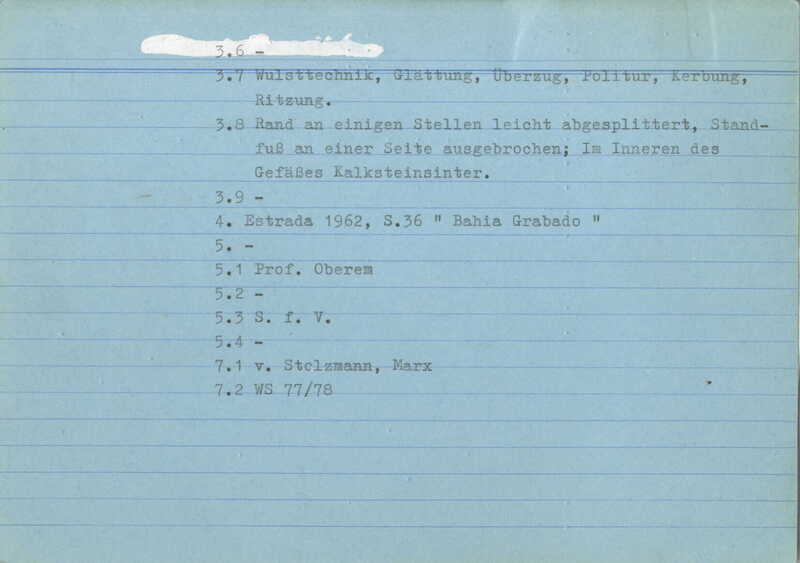 3.6 -
3.7 Wulsttechnik, Glättung, Überzug, Politur, Kerbung,
Ritzung.
3.8 Rand an einigen Stellen leicht abgesplittert, Stand-
fuß an einer Seite ausgebrochen; Im Inneren des
Gefäßes Kalksteinsinter.
3.9 -
4. Estrada 1962, S.36 " Bahia Grabado "
5. -
5.1 Prof. Oberem
5.2 -
5.3 S. f. V.
5.4 -
7.1 v. Stolzmann, Marx
7.2 WS 77/78